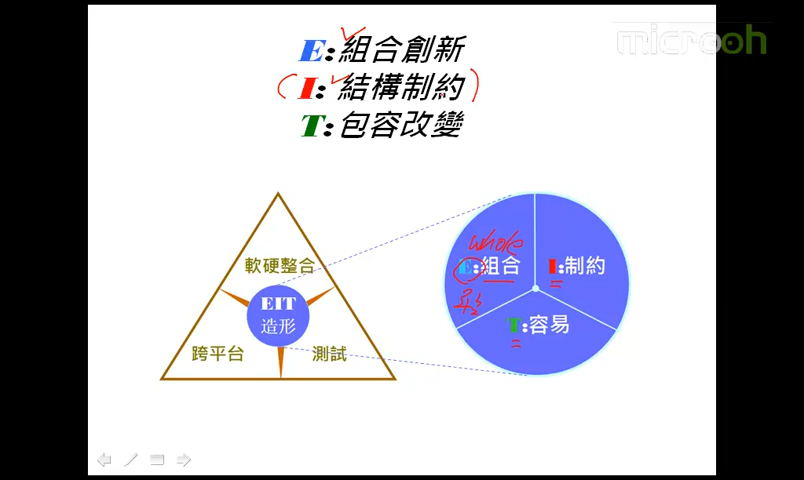 microoh
E:組合創新
(I:結構制約)
T:包容改變
軟硬整合
EIT
造形
跨平台
測試
whole
E:組合
I:制約
T:容易